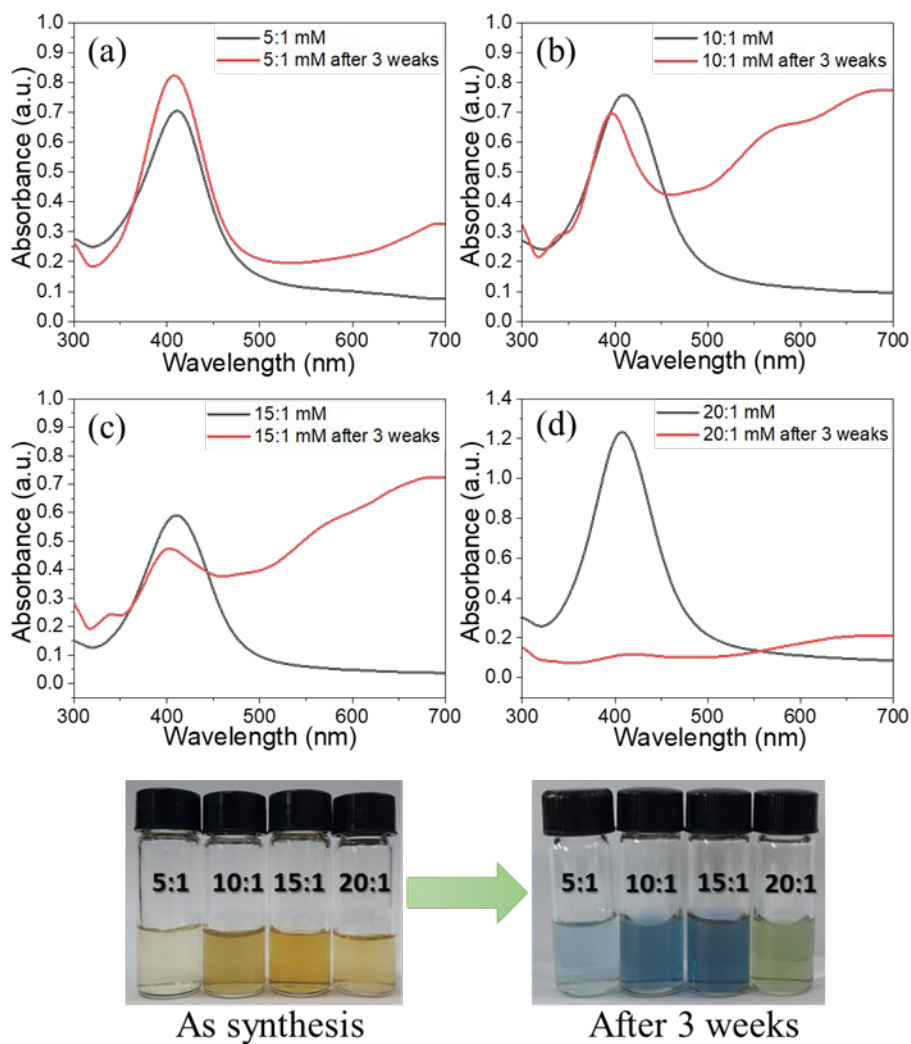 (a)
5:1 mM
5:1 mM after 3 weaks
Absorbance (a.u.)
1.0
0.9
0.8
0.7
0.6
0.5
0.4
0.3
0.2
0.1
0.0
300 400 500 600 700
Wavelength (nm)
(b)
10:1 mM
10:1 mM after 3 weaks
Absorbance (a.u.)
1.0
0.9
0.8
0.7
0.6
0.5
0.4
0.3
0.2
0.1
0.0
300 400 500 600 700
Wavelength (nm)
(c)
15:1 mM
15:1 mM after 3 weaks
Absorbance (a.u.)
1.0
0.9
0.8
0.7
0.6
0.5
0.4
0.3
0.2
0.1
0.0
300 400 500 600 700
Wavelength (nm)
(d)
20:1 mM
20:1 mM after 3 weaks
Absorbance (a.u.)
1.4
1.2
1.0
0.8
0.6
0.4
0.2
0.0
300 400 500 600 700
Wavelength (nm)
5:1 10:1 15:1 20:1
As synthesis
5:1 10:1 15:1 20:1
After 3 weeks